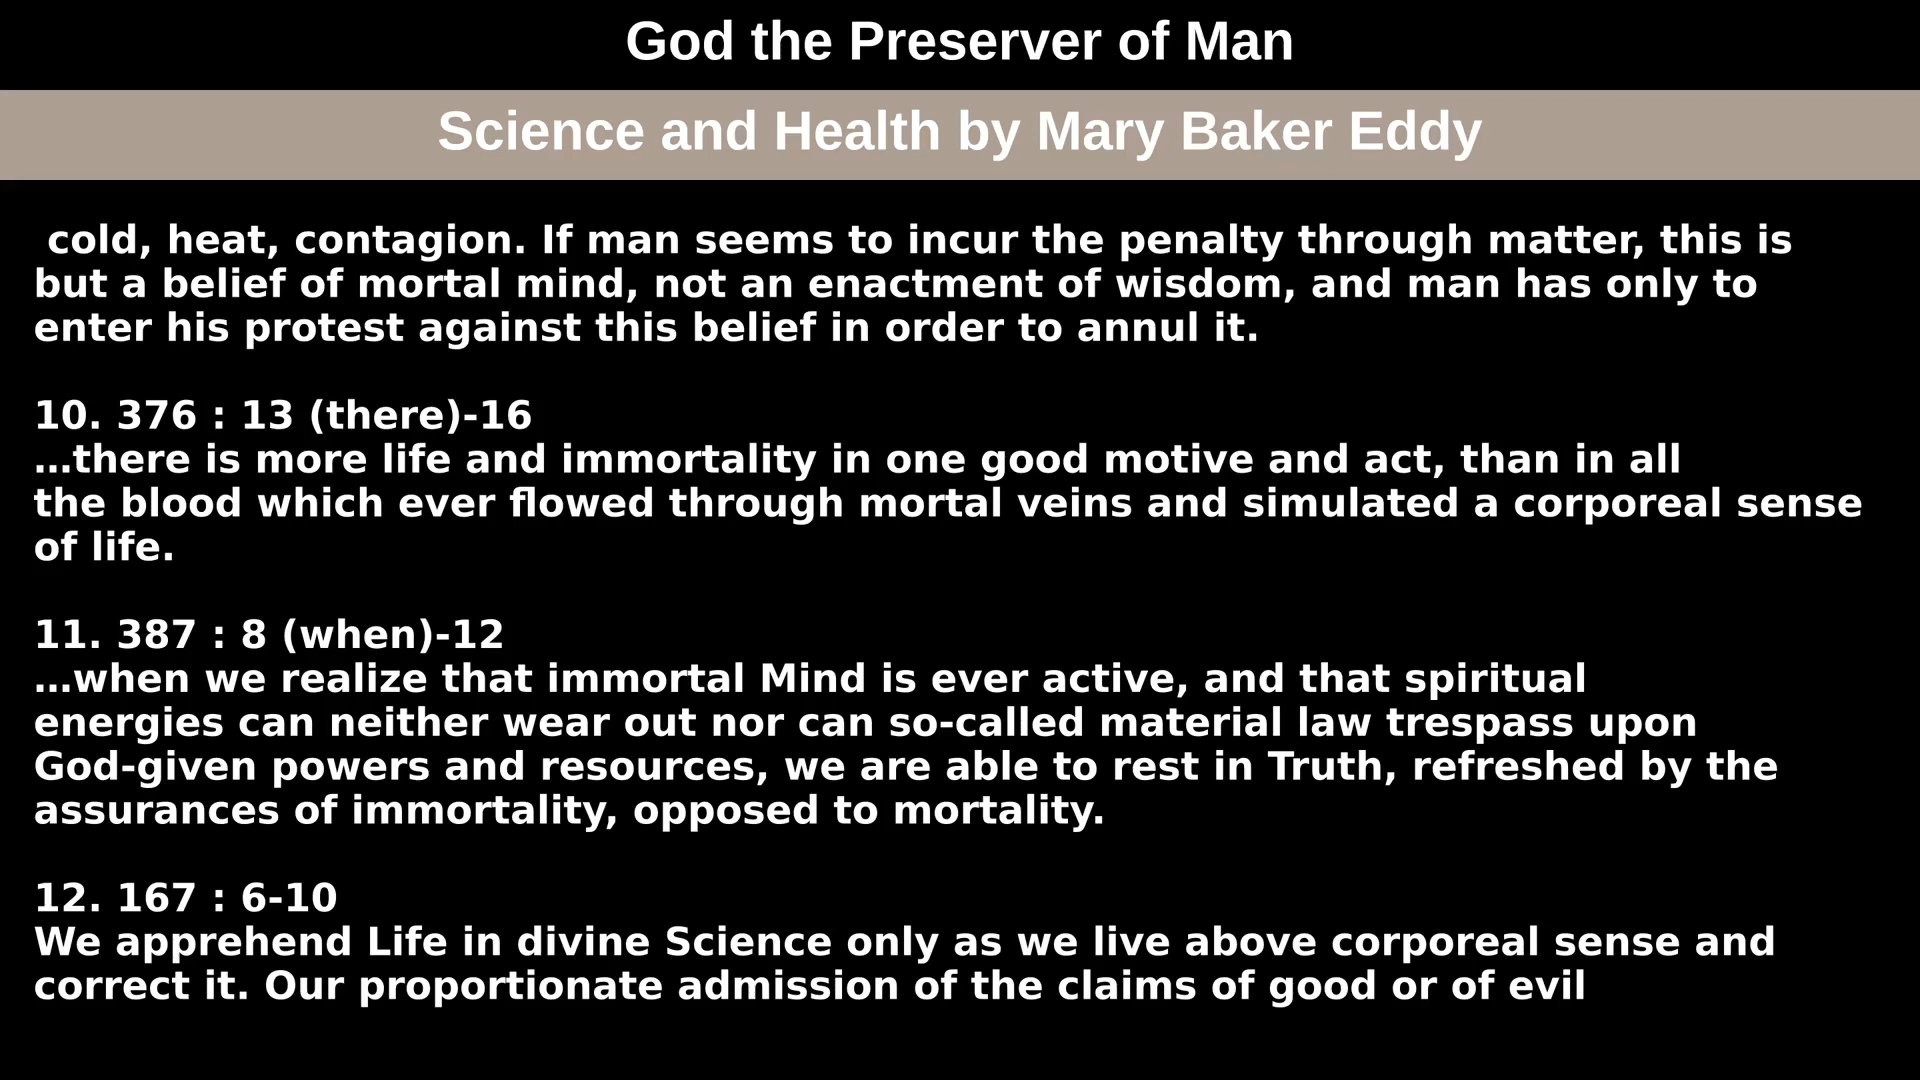 God the Preserver of Man
Science and Health by Mary Baker Eddy
cold, heat, contagion. If man seems to incur the penalty through matter, this is
but a belief of mortal mind, not an enactment of wisdom, and man has only to
enter his protest against this belief in order to annul it.
10. 376 : 13 (there)-16
…there is more life and immortality in one good motive and act, than in all
the blood which ever flowed through mortal veins and simulated a corporeal sense
of life.
11. 387 : 8 (when)-12
…when we realize that immortal Mind is ever active, and that spiritual
energies can neither wear out nor can so-called material law trespass upon
God-given powers and resources, we are able to rest in Truth, refreshed by the
assurances of immortality, opposed to mortality.
12. 167 : 6-10
We apprehend Life in divine Science only as we live above corporeal sense and
correct it. Our proportionate admission of the claims of good or of evil